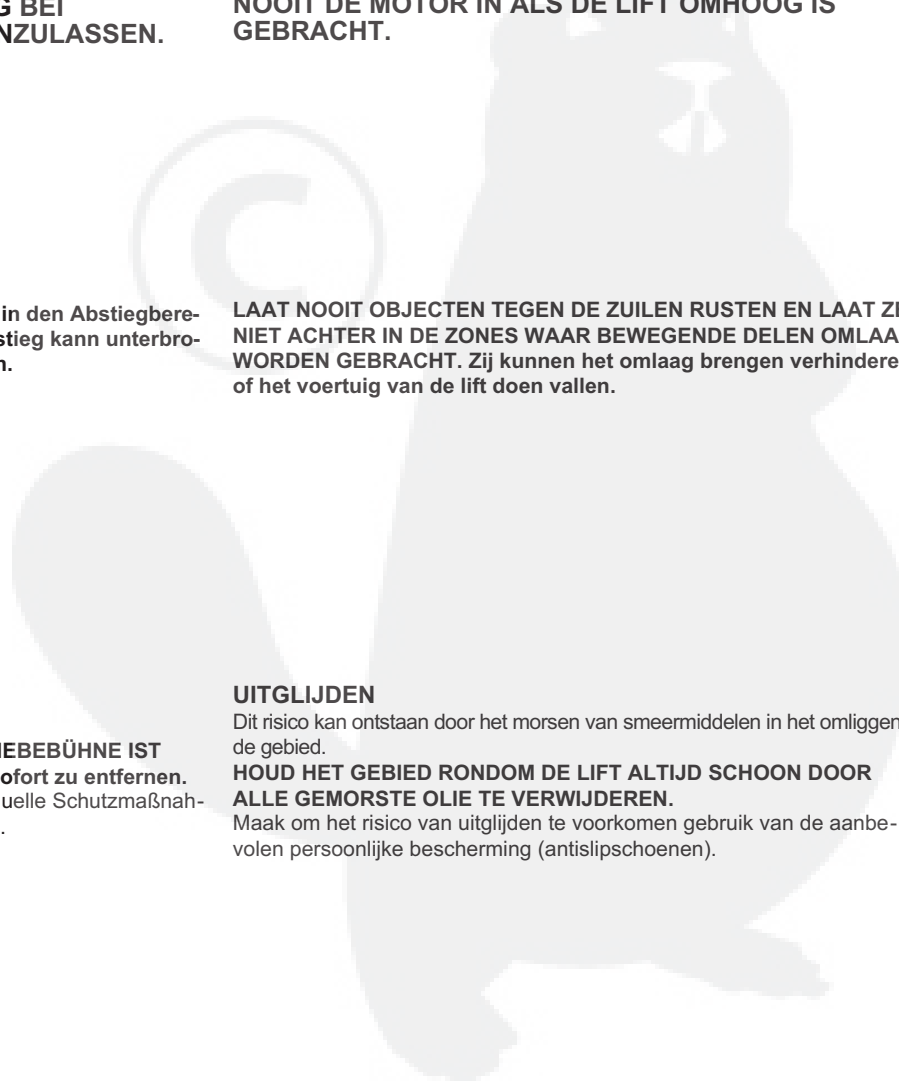 G BEI
NZULASSEN.
in den Abstiegbere-
stieg kann unterbro-
n.
IEBEBÜHNE IST
ofort zu entfernen.
uelle Schutzmaßnah-
.
NOOIT DE MOTOR IN ALS DE LIFT OMHOOG IS
GEBRACHT.
©
LAAT NOOIT OBJECTEN TEGEN DE ZUILEN RUSTEN EN LAAT ZE
NIET ACHTER IN DE ZONES WAAR BEWEGENDE DELEN OMLAA
WORDEN GEBRACHT. Zij kunnen het omlaag brengen verhindere
of het voertuig van de lift doen vallen.
UITGLIJDEN
Dit risico kan ontstaan door het morsen van smeermiddelen in het omliggen
de gebied.
HOUD HET GEBIED RONDOM DE LIFT ALTIJD SCHOON DOOR
ALLE GEMORSTE OLIE TE VERWIJDEREN.
Maak om het risico van uitglijden te voorkomen gebruik van de aanbe-
volen persoonlijke bescherming (antislipschoenen).